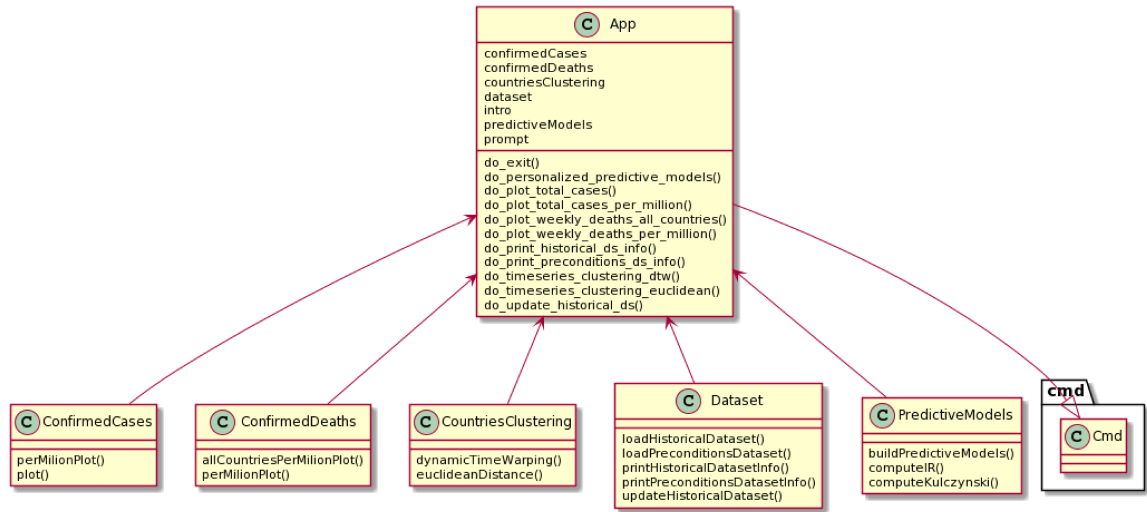 C App
confirmedCases
confirmedDeaths
countriesClustering
dataset
intro
predictiveModels
prompt
do_exit()
do_personalized_predictive_models()
do_plot_total_cases()
do_plot_total_cases_per_million()
do_plot_weekly_deaths_all_countries()
do_plot_weekly_deaths_per_million()
do_print_historical_ds_info()
do_print_preconditions_ds_info()
do_timeseries_clustering_dtw()
do_timeseries_clustering_euclidean()
do_update_historical_ds()
C ConfirmedCases
perMilionPlot()
plot()
C ConfirmedDeaths
allCountriesPerMilionPlot()
perMilionPlot()
C CountriesClustering
dynamicTimeWarping()
euclideanDistance()
C Dataset
loadHistoricalDataset()
loadPreconditionsDataset()
printHistoricalDatasetInfo()
printPreconditionsDatasetInfo()
updateHistoricalDataset()
C PredictiveModels
buildPredictiveModels()
computeIR()
computeKulczynski()
cmd
C Cmd